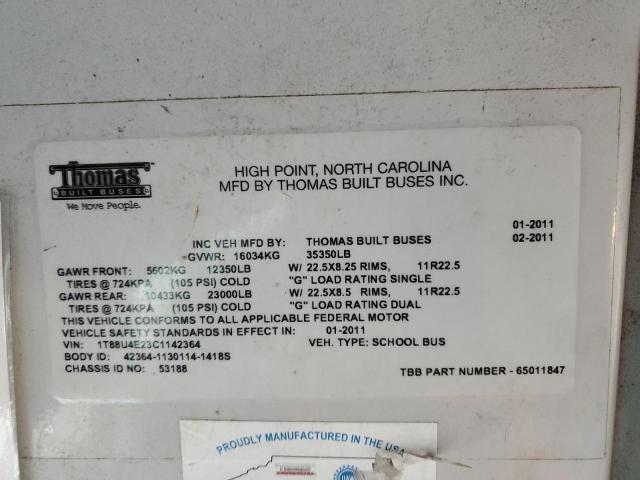 Thomas
BUILT BUSES
We Move People.
HIGH POINT, NORTH CAROLINA
MFD BY THOMAS BUILT BUSES INC.
01-2011
INC VEH MFD BY: THOMAS BUILT BUSES 02-2011
GVWR: 16034KG 35350LB
GAWR FRONT: 5602KG 12350LB W/ 22.5X8.25 RIMS, 11R22.5
TIRES @ 724KPA (105 PSI) COLD "G" LOAD RATING SINGLE
GAWR REAR: 10433KG 23000LB W/ 22.5X8.5 RIMS, 11R22.5
TIRES @ 724KPA (105 PSI) COLD "G" LOAD RATING DUAL
THIS VEHICLE CONFORMS TO ALL APPLICABLE FEDERAL MOTOR
VEHICLE SAFETY STANDARDS IN EFFECT IN: 01-2011
VIN: 1T88U4E23C1142364 VEH. TYPE: SCHOOL BUS
BODY ID: 42364-1130114-1418S
CHASSIS ID NO: 53188 TBB PART NUMBER - 65011847
PROUDLY MANUFACTURED IN THE USA